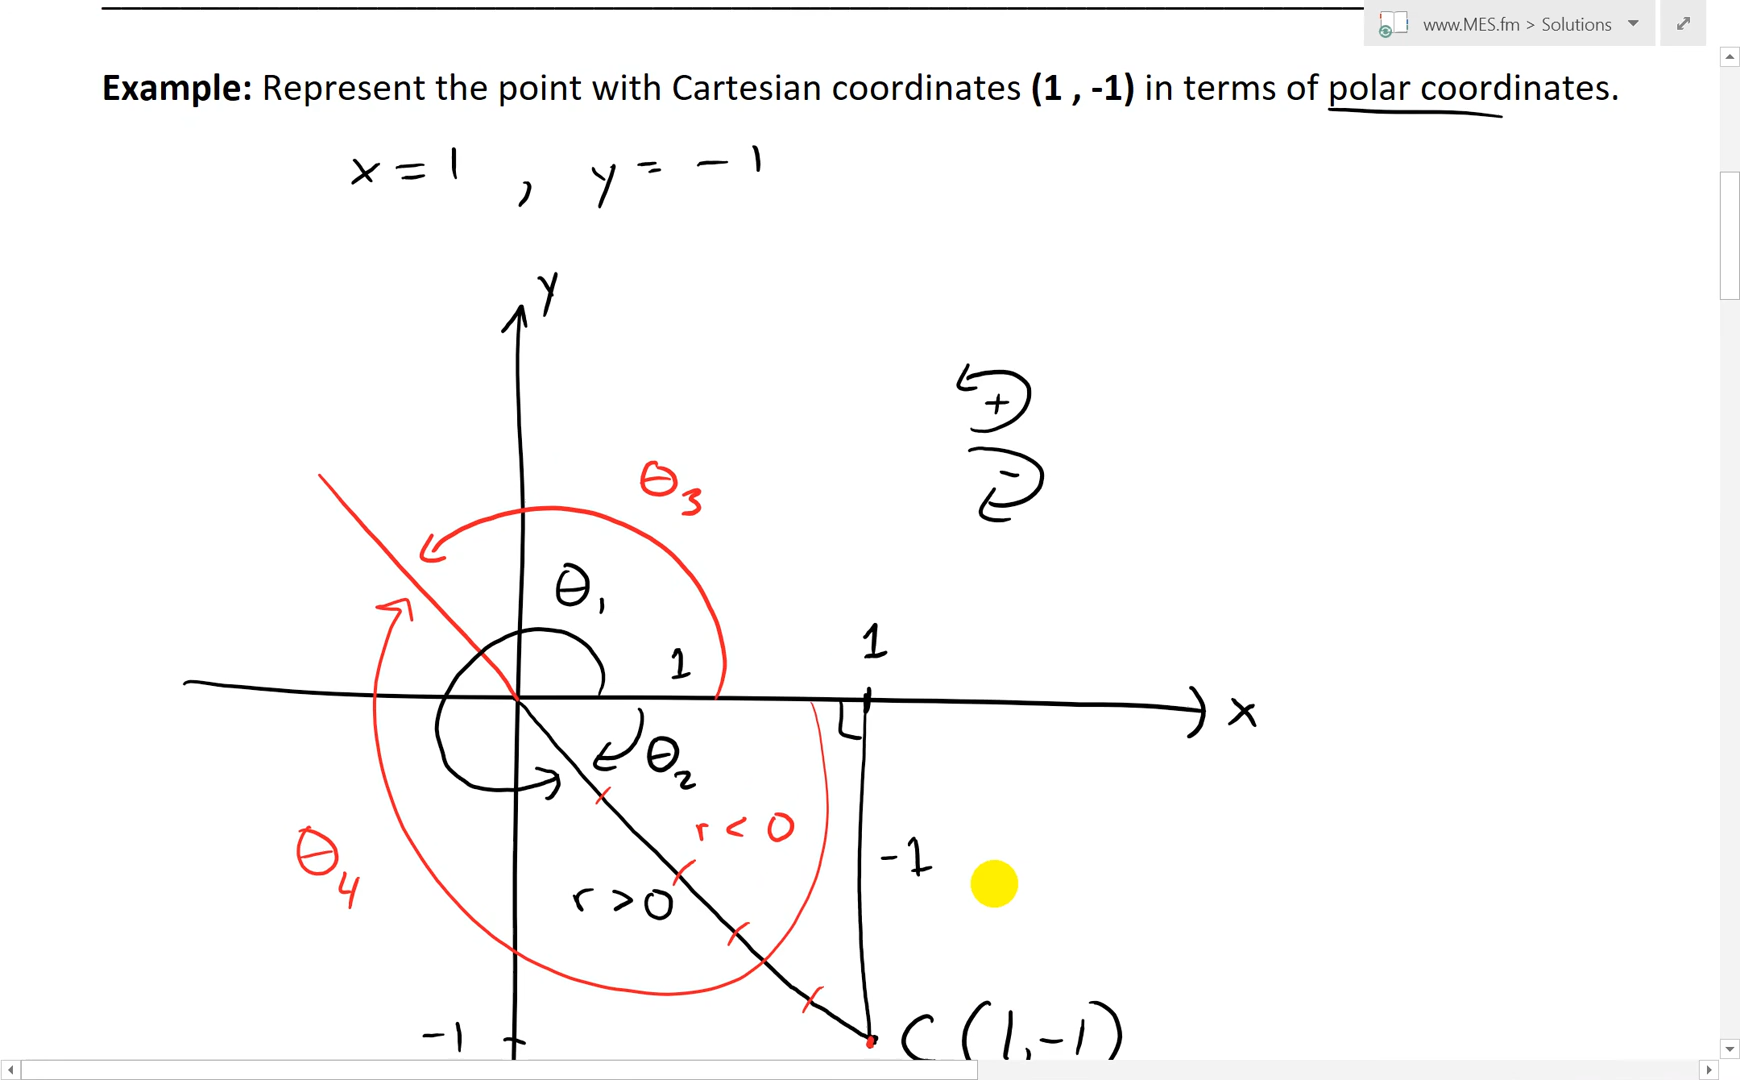 www.MES.fm > Solutions
Example: Represent the point with Cartesian coordinates (1 , -1) in terms of polar coordinates.
x = 1 , y = - 1
y
+
-
θ3
θ1
1
1
x
θ2
r < 0
-1
θ4
r > 0
-1
C (1, -1)